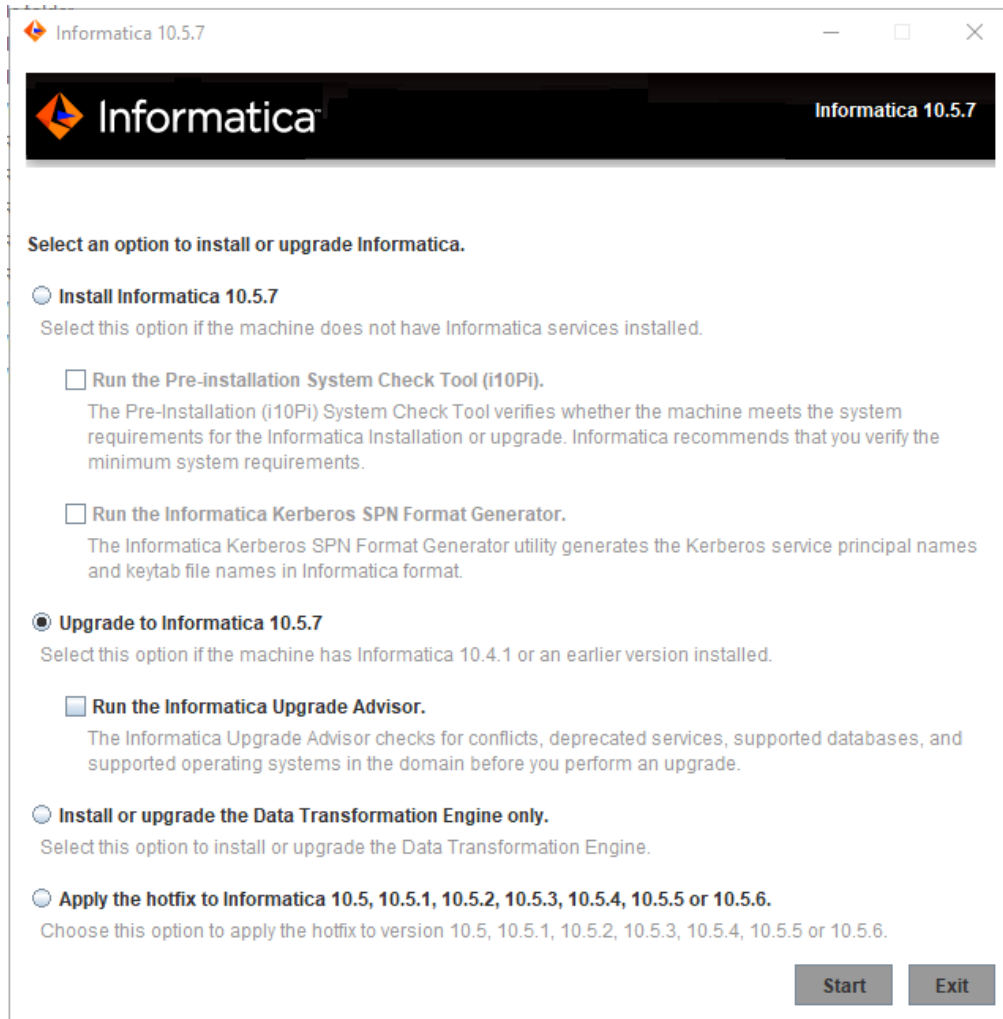 Informatica 10.5.7
Informatica™
Informatica 10.5.7
Select an option to install or upgrade Informatica.
Install Informatica 10.5.7
Select this option if the machine does not have Informatica services installed.
Run the Pre-installation System Check Tool (i10Pi).
The Pre-Installation (i10Pi) System Check Tool verifies whether the machine meets the system
requirements for the Informatica Installation or upgrade. Informatica recommends that you verify the
minimum system requirements.
Run the Informatica Kerberos SPN Format Generator.
The Informatica Kerberos SPN Format Generator utility generates the Kerberos service principal names
and keytab file names in Informatica format.
Upgrade to Informatica 10.5.7
Select this option if the machine has Informatica 10.4.1 or an earlier version installed.
Run the Informatica Upgrade Advisor.
The Informatica Upgrade Advisor checks for conflicts, deprecated services, supported databases, and
supported operating systems in the domain before you perform an upgrade.
Install or upgrade the Data Transformation Engine only.
Select this option to install or upgrade the Data Transformation Engine.
Apply the hotfix to Informatica 10.5, 10.5.1, 10.5.2, 10.5.3, 10.5.4, 10.5.5 or 10.5.6.
Choose this option to apply the hotfix to version 10.5, 10.5.1, 10.5.2, 10.5.3, 10.5.4, 10.5.5 or 10.5.6.
Start
Exit